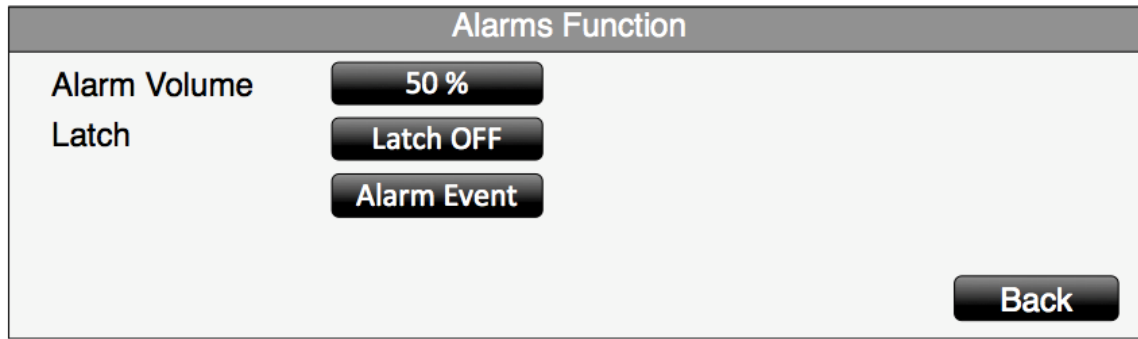 Alarms Function
Alarm Volume 50 %
Latch Latch OFF
Alarm Event
Back